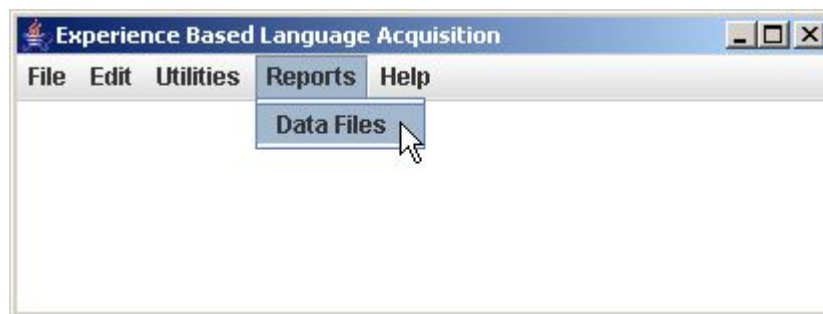 Experience Based Language Acquisition
File Edit Utilities Reports Help
Data Files